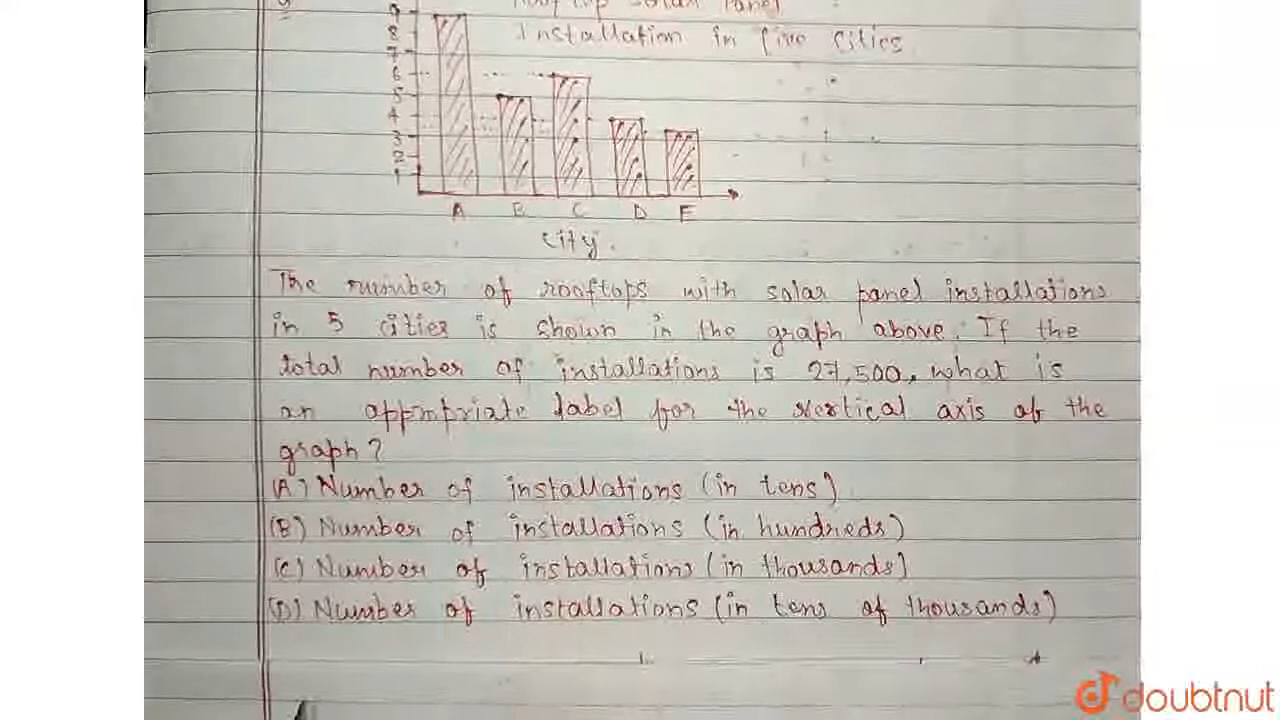 9
Rooftop Solar Panel
8
Installation in five cities
7
6
5
4
3
2
1
A B C D E
city.
The number of rooftops with solar panel installations
in 5 cities is shown in the graph above. If the
total number of installations is 27,500, what is
an appropriate label for the vertical axis of the
graph?
(A) Number of installations (in tens)
(B) Number of installations (in hundreds)
(C) Number of installations (in thousands)
(D) Number of installations (in tens of thousands)
doubtnut